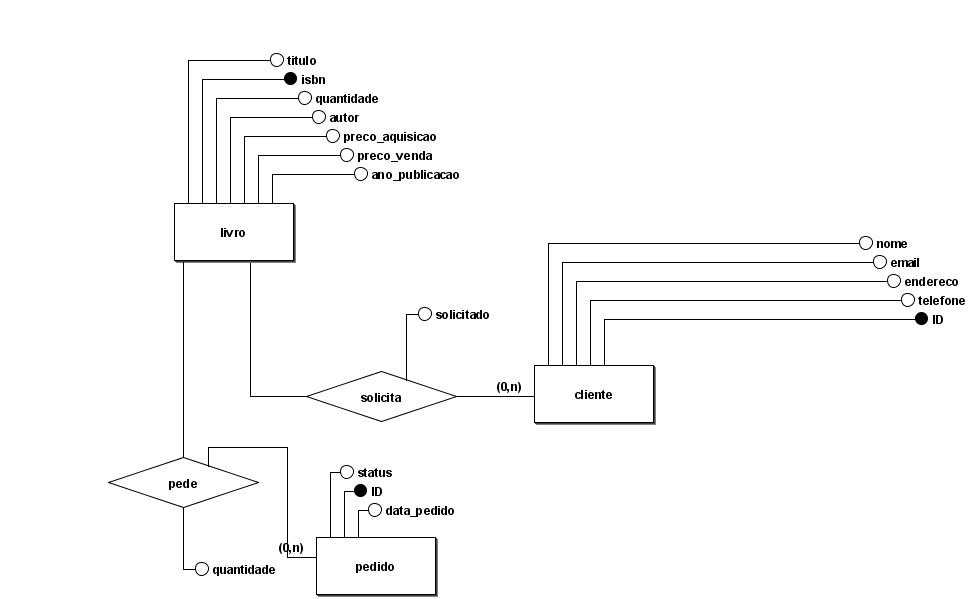 titulo
isbn
quantidade
autor
preco_aquisicao
preco_venda
ano_publicacao
livro
nome
email
endereco
telefone
ID
solicitado
(0,n)
solicita
cliente
status
pede
ID
data_pedido
(0,n)
quantidade
pedido